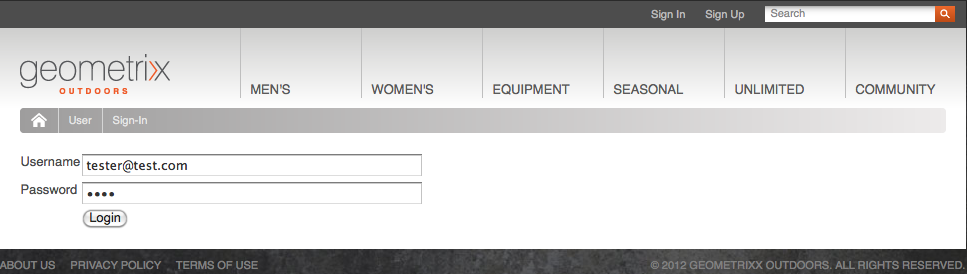 Sign In Sign Up Search
geometrixx
OUTDOORS
MEN'S WOMEN'S EQUIPMENT SEASONAL UNLIMITED COMMUNITY
User Sign-In
Username tester@test.com
Password ••••
Login
ABOUT US PRIVACY POLICY TERMS OF USE © 2012 GEOMETRIXX OUTDOORS. ALL RIGHTS RESERVED.